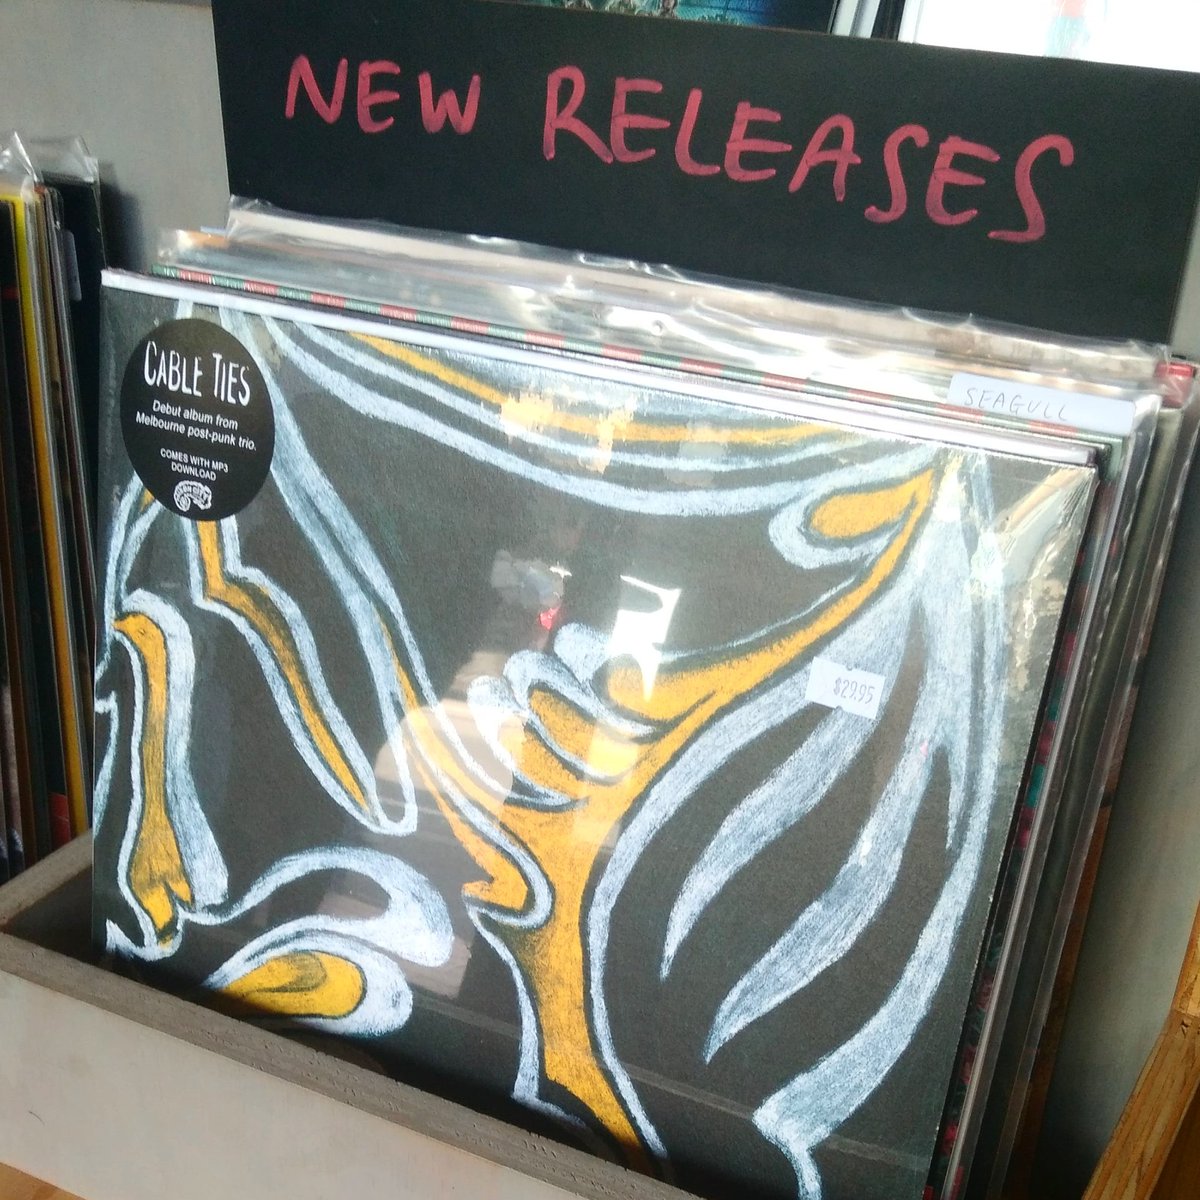 NEW RELEASES
SEAGULL
CABLE TIES
Debut album from
Melbourne post-punk trio.
COMES WITH MP3
DOWNLOAD
$29.95